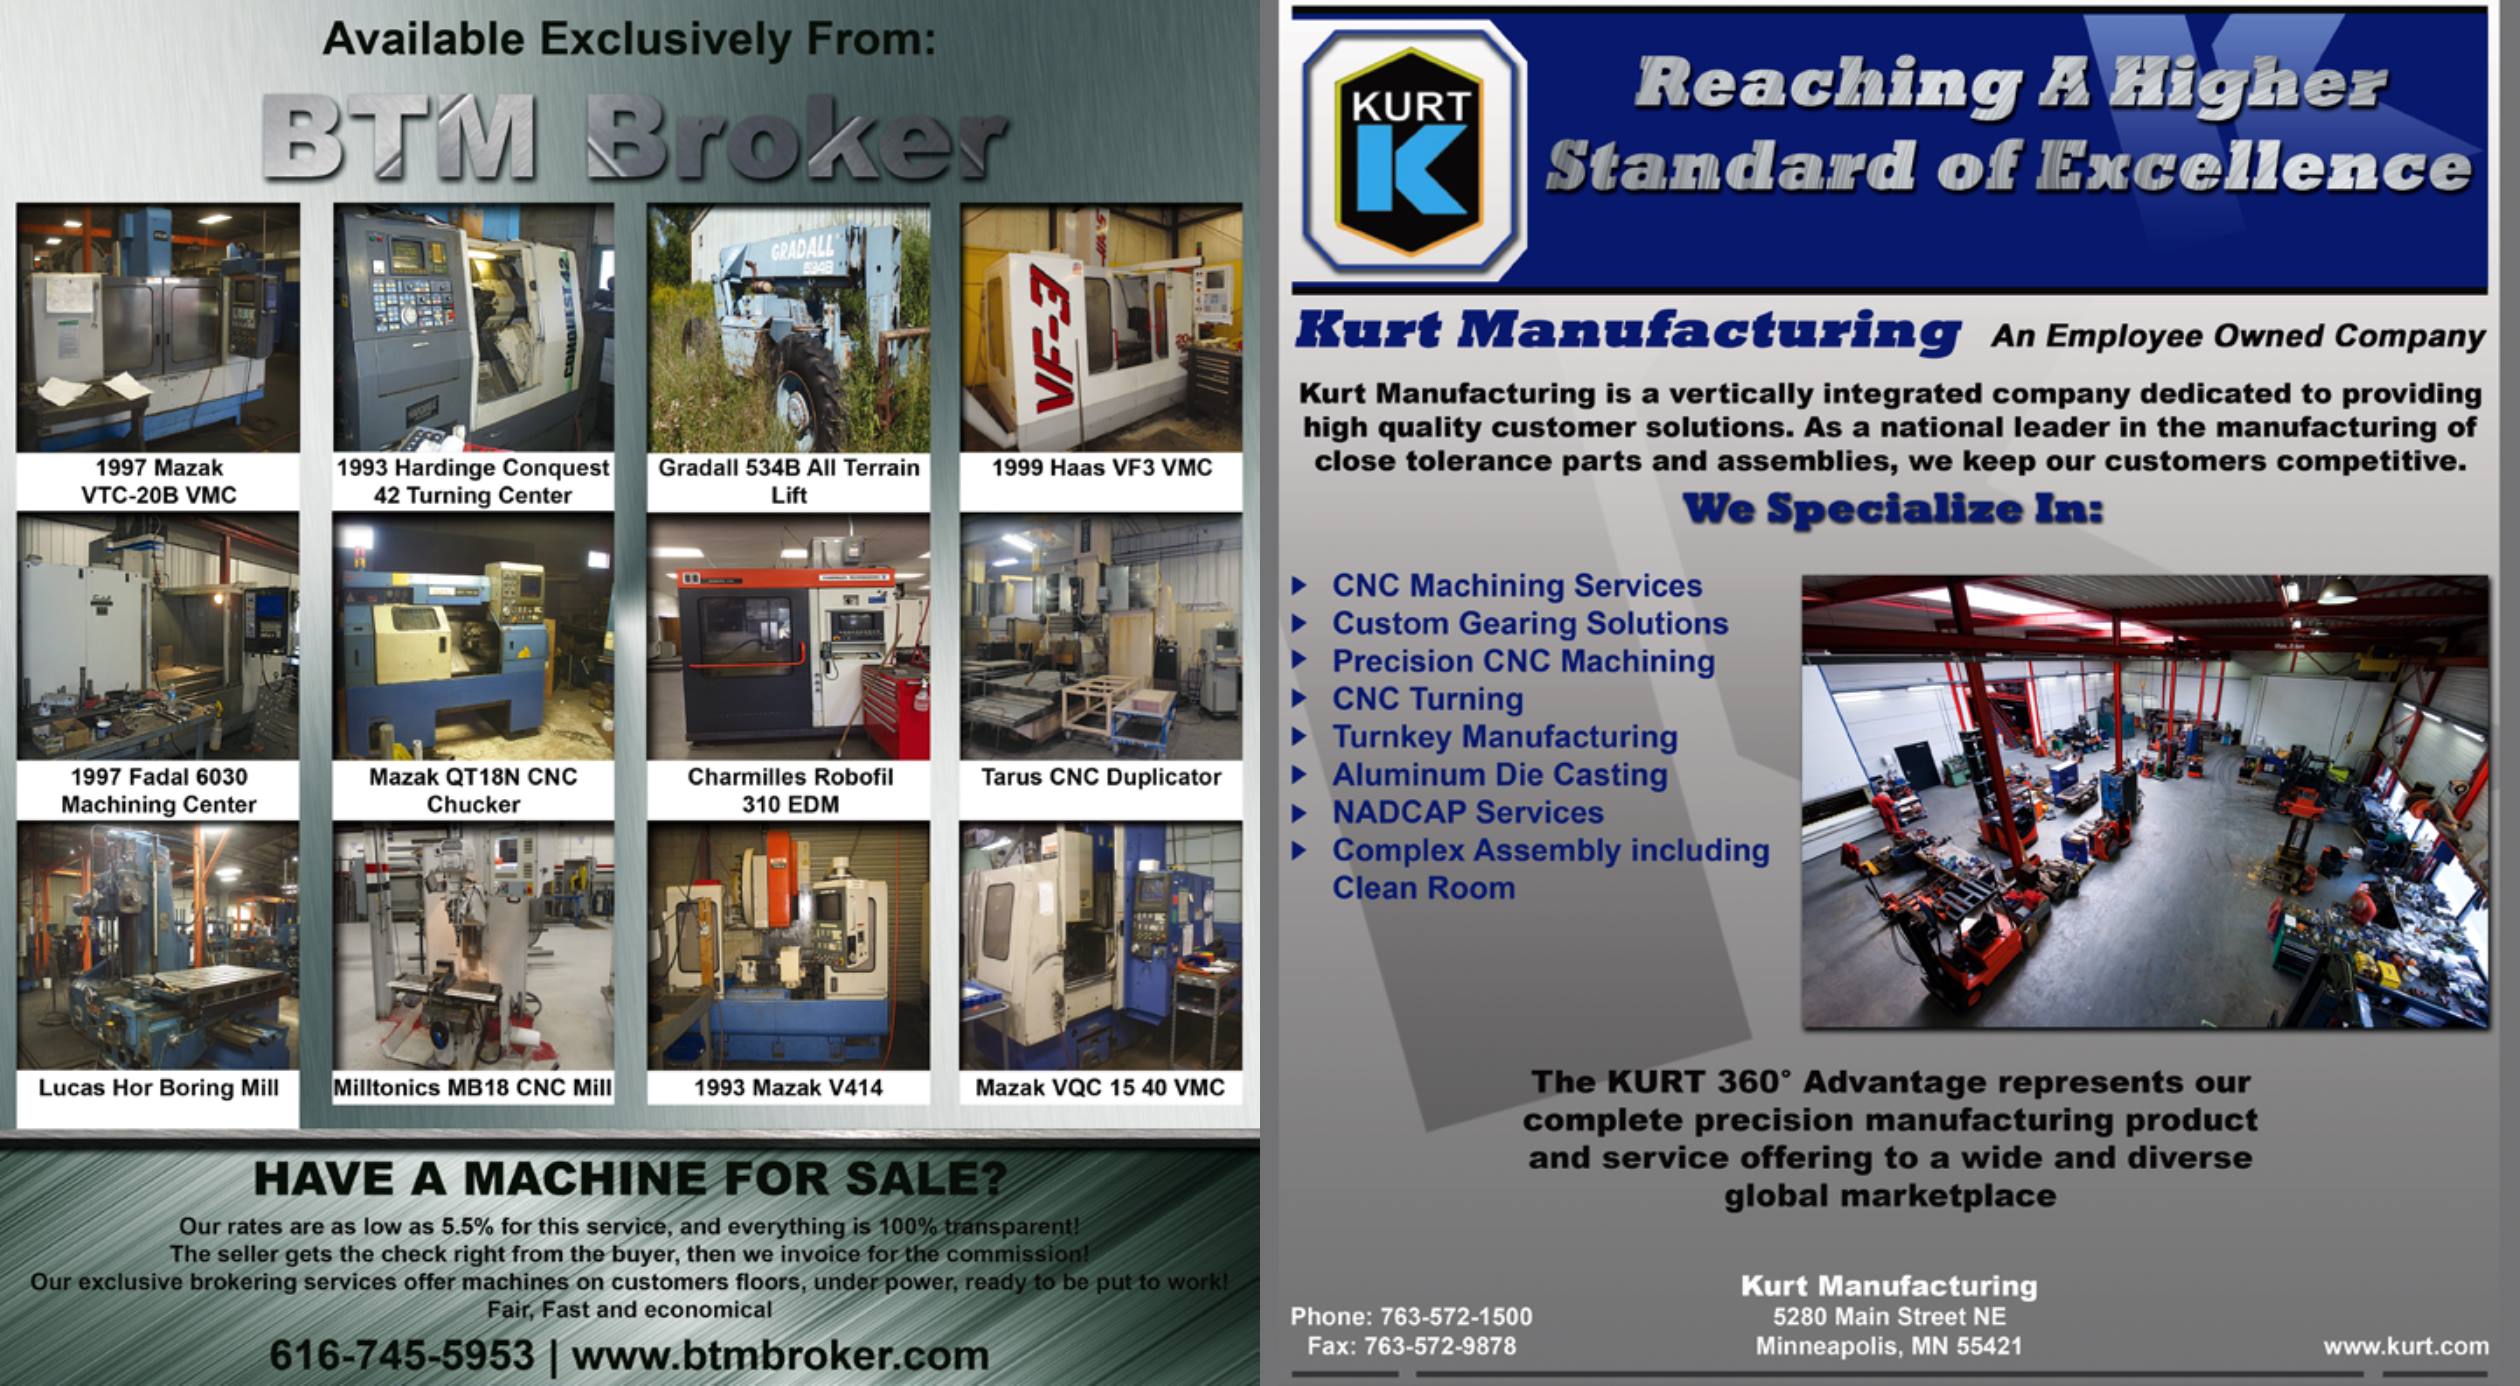 Available Exclusively From:
BTM Broker
GRADALL
534B
CONQUEST 42
HARDINGE
VF-3
1997 Mazak
VTC-20B VMC
1993 Hardinge Conquest
42 Turning Center
Gradall 534B All Terrain
Lift
1999 Haas VF3 VMC
1997 Fadal 6030
Machining Center
Mazak QT18N CNC
Chucker
Charmilles Robofil
310 EDM
Tarus CNC Duplicator
Lucas Hor Boring Mill
Milltonics MB18 CNC Mill
1993 Mazak V414
Mazak VQC 15 40 VMC
HAVE A MACHINE FOR SALE?
Our rates are as low as 5.5% for this service, and everything is 100% transparent!
The seller gets the check right from the buyer, then we invoice for the commission!
Our exclusive brokering services offer machines on customers floors, under power, ready to be put to work!
Fair, Fast and economical
616-745-5953 | www.btmbroker.com
KURT
K
Reaching A Higher
Standard of Excellence
Kurt Manufacturing An Employee Owned Company
Kurt Manufacturing is a vertically integrated company dedicated to providing
high quality customer solutions. As a national leader in the manufacturing of
close tolerance parts and assemblies, we keep our customers competitive.
We Specialize In:
CNC Machining Services
Custom Gearing Solutions
Precision CNC Machining
CNC Turning
Turnkey Manufacturing
Aluminum Die Casting
NADCAP Services
Complex Assembly including
Clean Room
The KURT 360° Advantage represents our
complete precision manufacturing product
and service offering to a wide and diverse
global marketplace
Kurt Manufacturing
Phone: 763-572-1500 5280 Main Street NE
Fax: 763-572-9878 Minneapolis, MN 55421 www.kurt.com